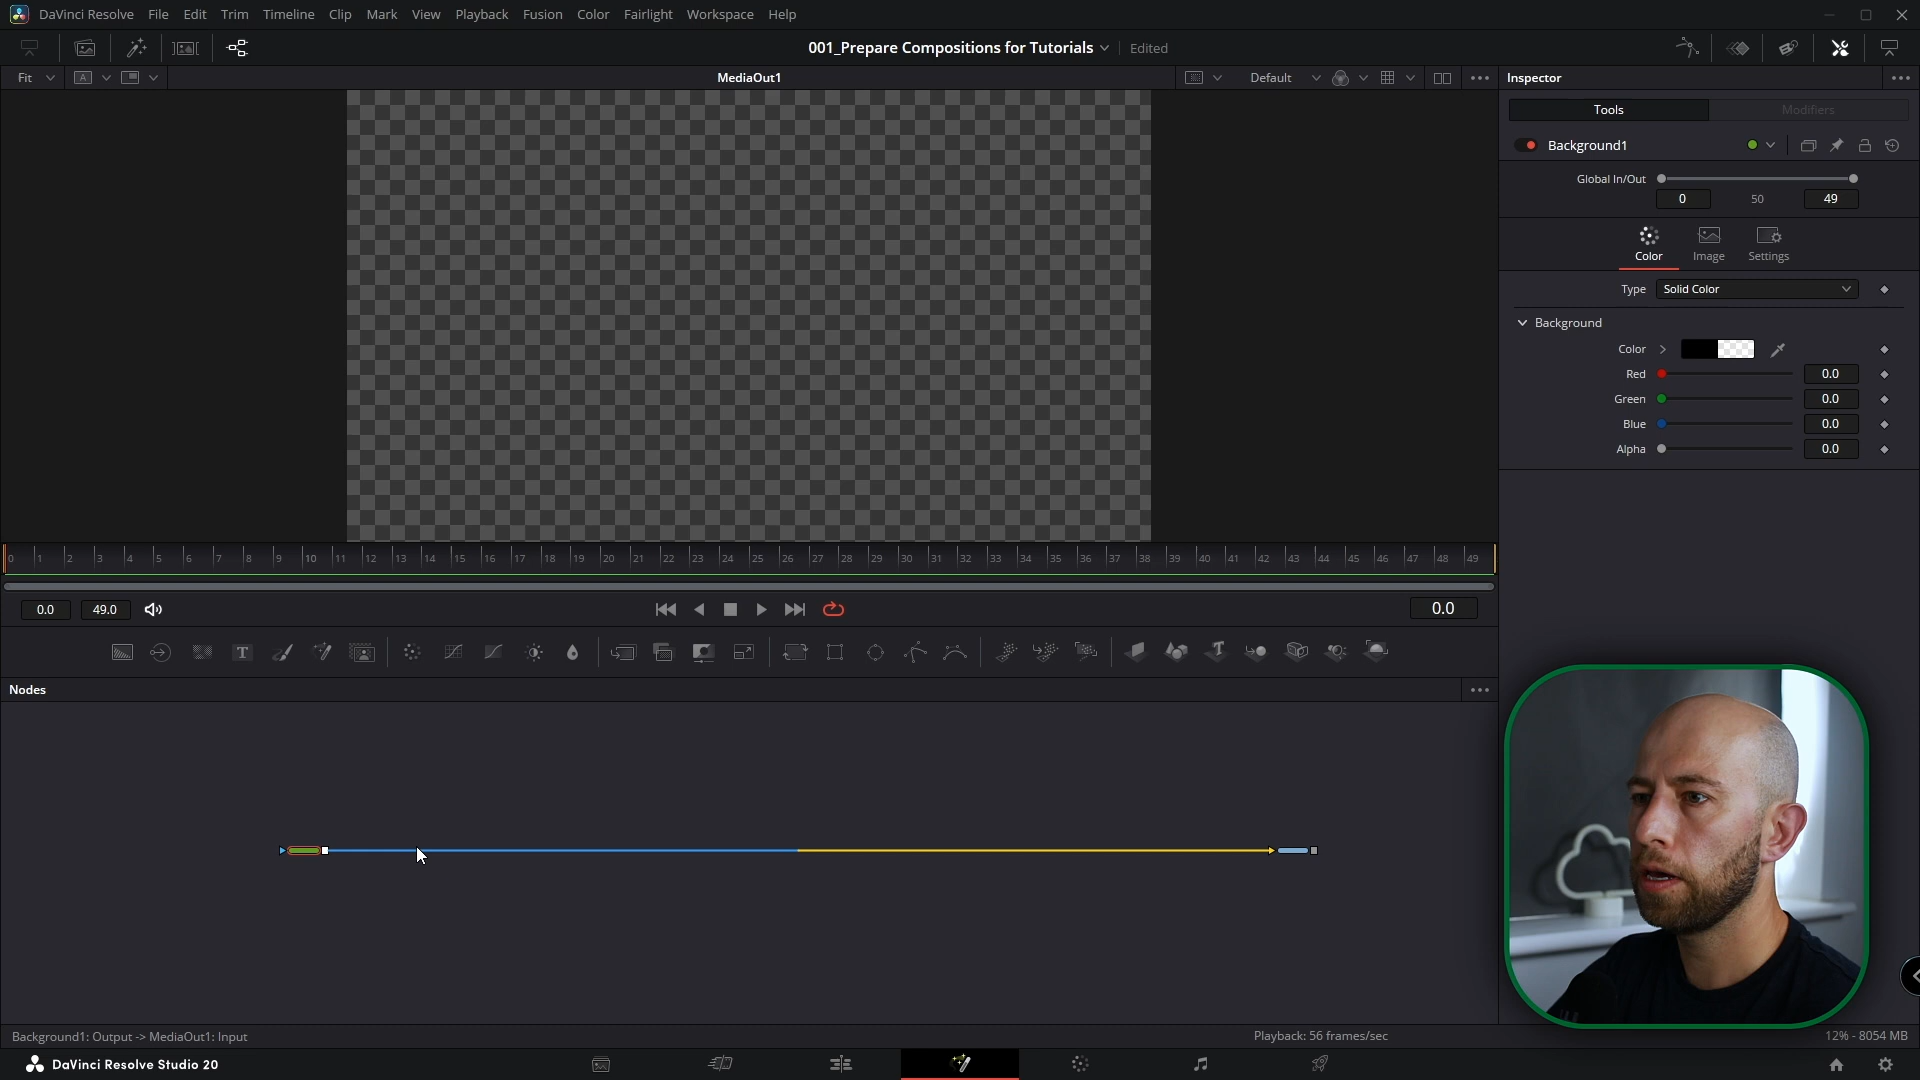 DaVinci Resolve File Edit Trim Timeline Clip Mark View Playback Fusion Color Fairlight Workspace Help
001_Prepare Compositions for Tutorials Edited
Fit A MediaOut1 Default Inspector
Tools Modifiers
Background1
Global In/Out
0 50 49
Color Image Settings
Type Solid Color
Background
Color
Red 0.0
Green 0.0
Blue 0.0
Alpha 0.0
0 1 2 3 4 5 6 7 8 9 10 11 12 13 14 15 16 17 18 19 20 21 22 23 24 25 26 27 28 29 30 31 32 33 34 35 36 37 38 39 40 41 42 43 44 45 46 47 48 49
0.0 49.0 0.0
T
Nodes
Background1: Output -> MediaOut1: Input Playback: 56 frames/sec 12% - 8054 MB
DaVinci Resolve Studio 20